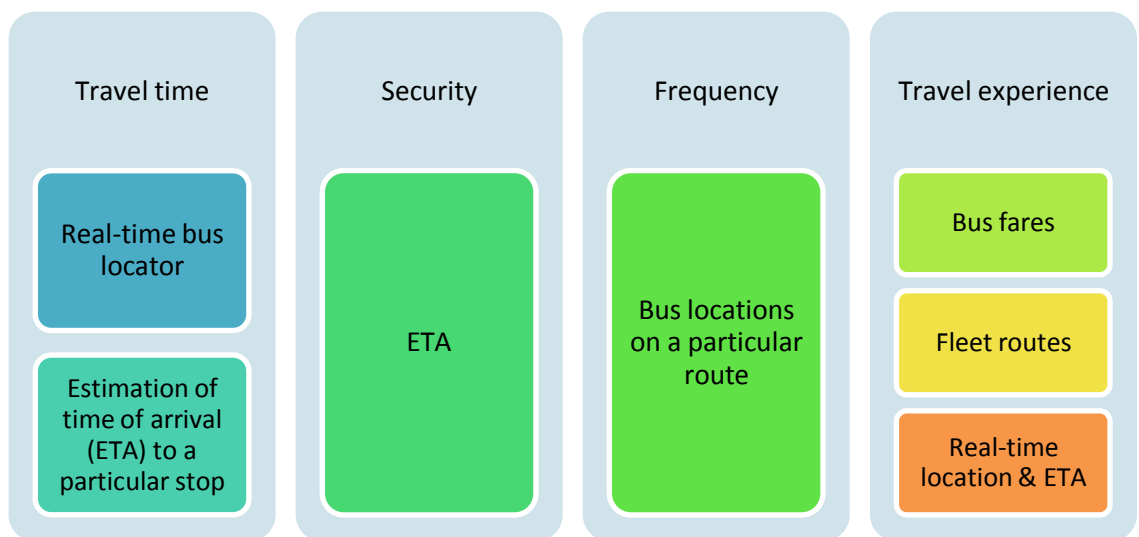 Travel time
Real-time bus
locator
Estimation of
time of arrival
(ETA) to a
particular stop
Security
ETA
Frequency
Bus locations
on a particular
route
Travel experience
Bus fares
Fleet routes
Real-time
location & ETA